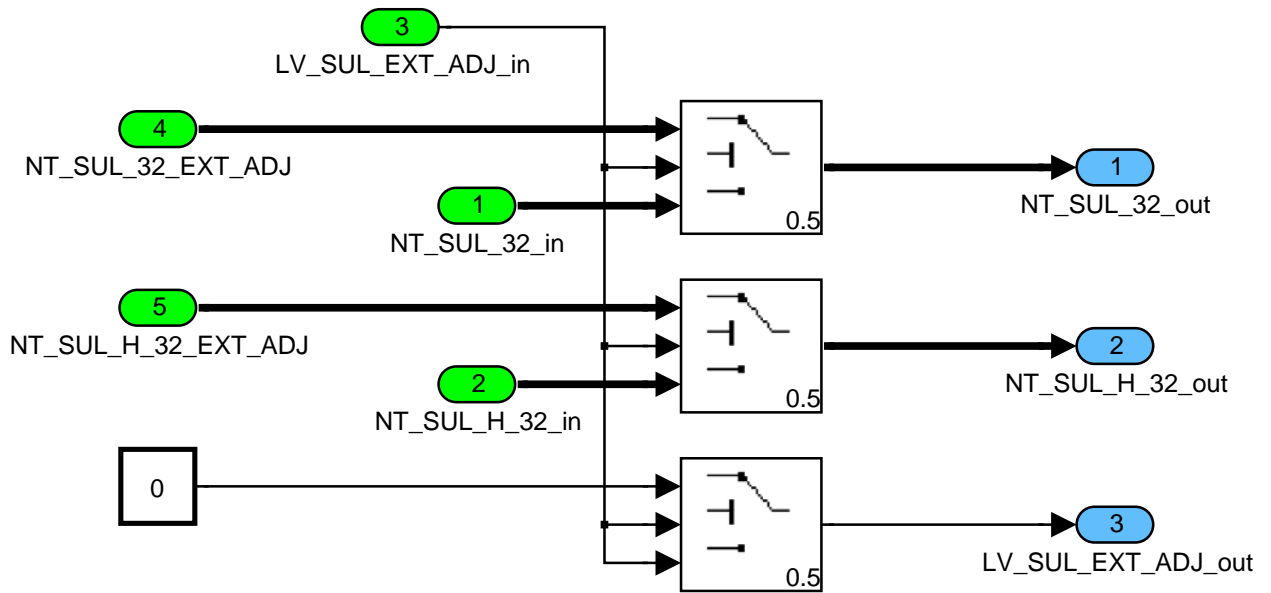 3
LV_SUL_EXT_ADJ_in
4
NT_SUL_32_EXT_ADJ
1
NT_SUL_32_in
0.5
1
NT_SUL_32_out
5
NT_SUL_H_32_EXT_ADJ
2
NT_SUL_H_32_in
0.5
2
NT_SUL_H_32_out
0
0.5
3
LV_SUL_EXT_ADJ_out